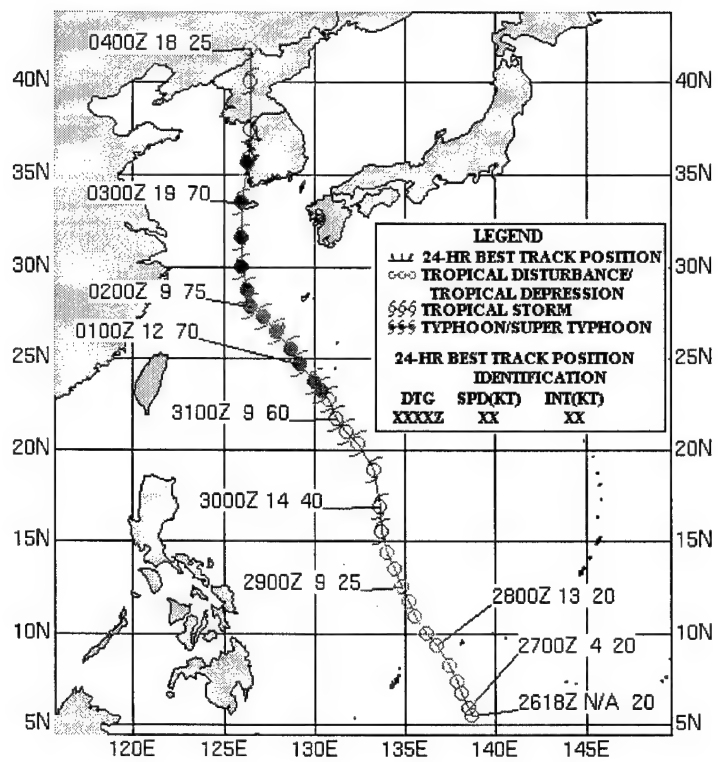 0400Z 18 25
40N
40N
35N
35N
0300Z 19 70
30N
30N
0200Z 9 75
0100Z 12 70
25N
25N
3100Z 9 60
20N
20N
3000Z 14 40
15N
15N
2900Z 9 25
2800Z 13 20
10N
10N
2700Z 4 20
2618Z N/A 20
5N
5N
120E 125E 130E 135E 140E 145E
LEGEND
24-HR BEST TRACK POSITION
TROPICAL DISTURBANCE/
TROPICAL DEPRESSION
TROPICAL STORM
TYPHOON/SUPER TYPHOON
24-HR BEST TRACK POSITION
IDENTIFICATION
DTG SPD(KT) INT(KT)
XXXXZ XX XX